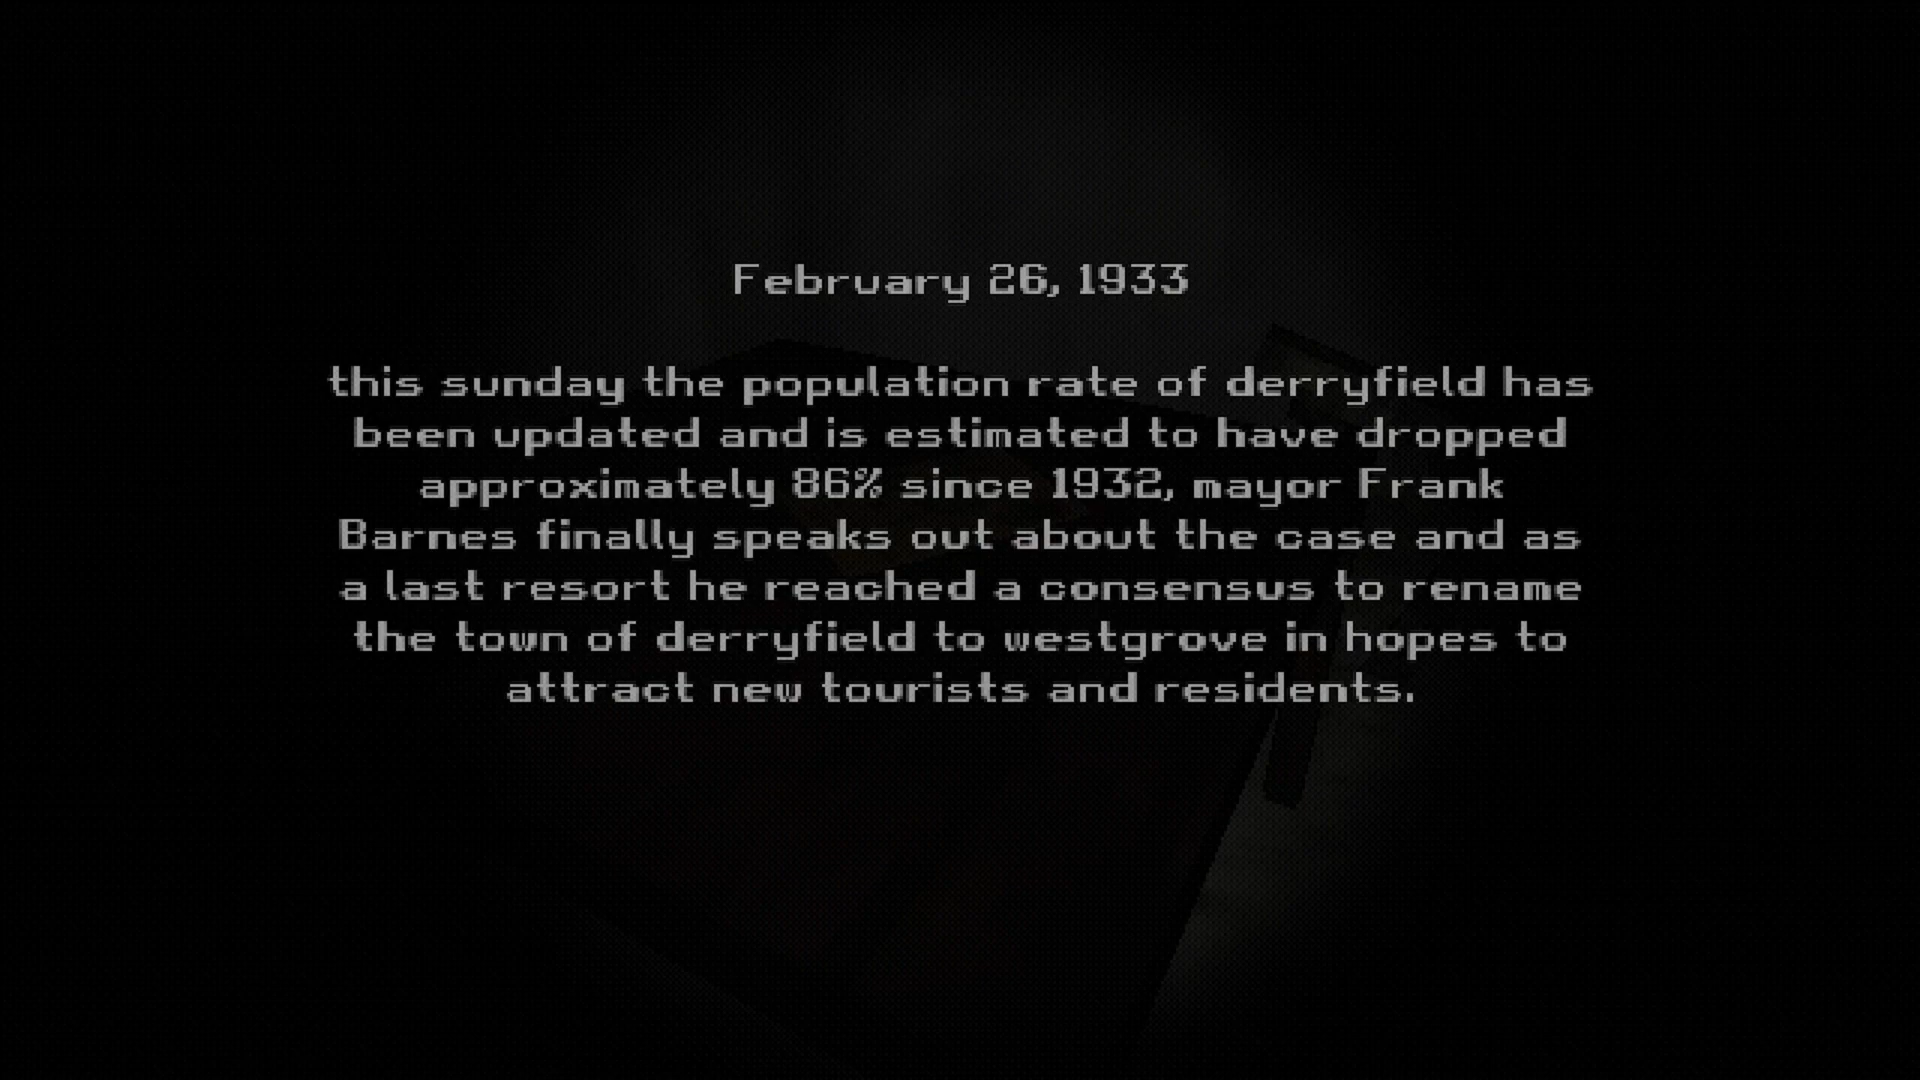 February 26, 1933
this sunday the population rate of derryfield has
been updated and is estimated to have dropped
approximately 86% since 1932, mayor Frank
Barnes finally speaks out about the case and as
a last resort he reached a consensus to rename
the town of derryfield to westgrove in hopes to
attract new tourists and residents.